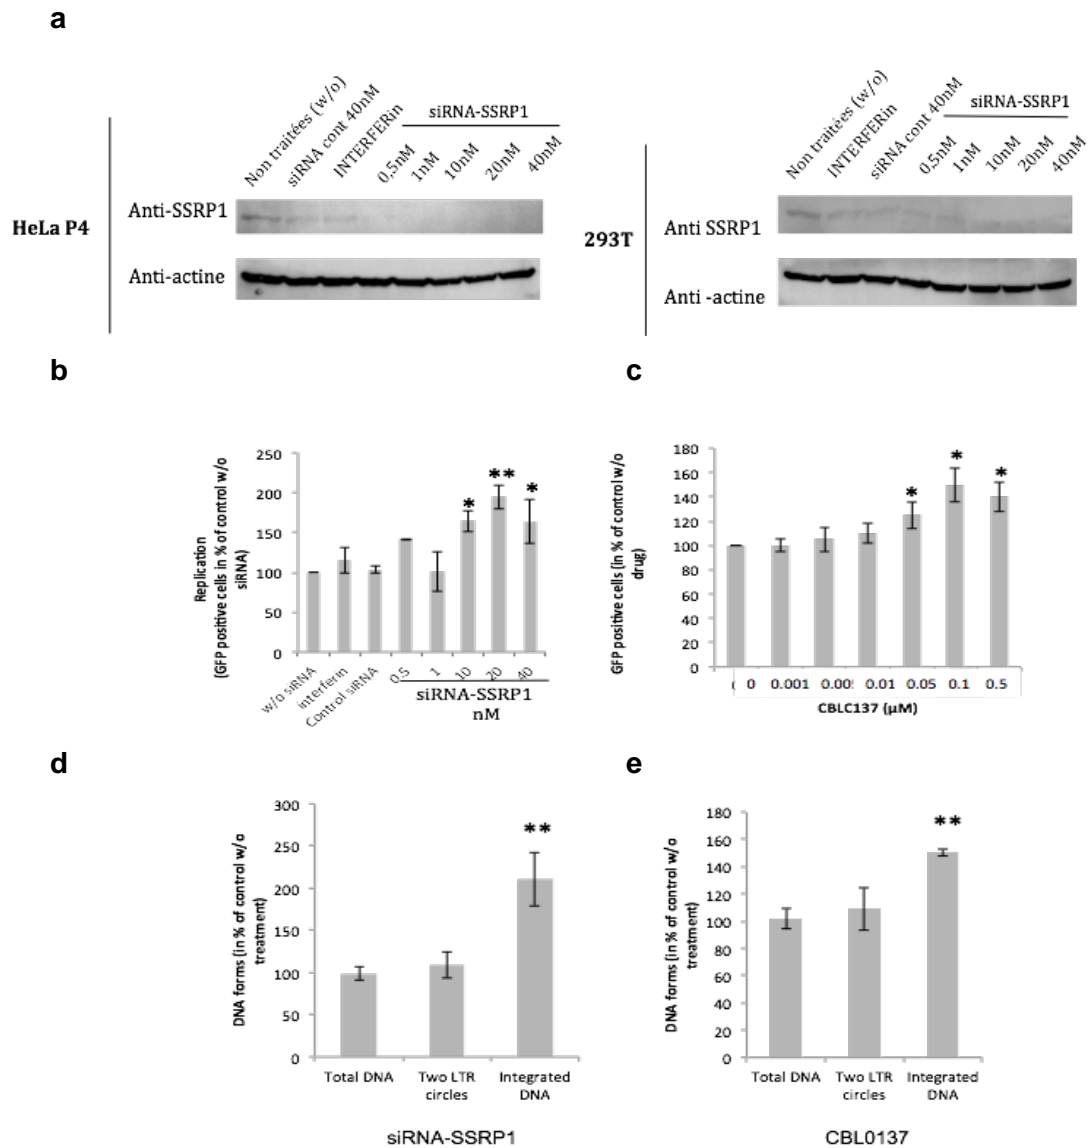 a
Non traitées (w/o)
siRNA cont 40nM
INTERFERin
siRNA-SSRP1
0,5nM
1nM
10nM
20nM
40nM
HeLa P4
Anti-SSRP1
Anti-actine
Non traitées (w/o)
INTERFERin
siRNA cont 40nM
siRNA-SSRP1
0,5nM
1nM
10nM
20nM
40nM
293T
Anti SSRP1
Anti -actine
b
Replication
(GFP positive cells in % of control w/o
siRNA)
250
200
150
100
50
0
*
**
*
w/o siRNA
interferin
Control siRNA
0.5
1
10
20
40
siRNA-SSRP1
nM
c
GFP positive cells (in % of control w/o
drug)
180
160
140
120
100
80
60
40
20
0
*
*
*
0 0.001 0.01 0.05 0.1 0.5
CBLC137 (µM)
d
DNA forms (in % of control w/o
treatment)
300
250
200
150
100
50
0
**
Total DNA
Two LTR
circles
Integrated
DNA
siRNA-SSRP1
e
DNA forms (in % of control w/o
treatment)
180
160
140
120
100
80
60
40
20
0
**
Total DNA
Two LTR
circles
Integrated
DNA
CBL0137